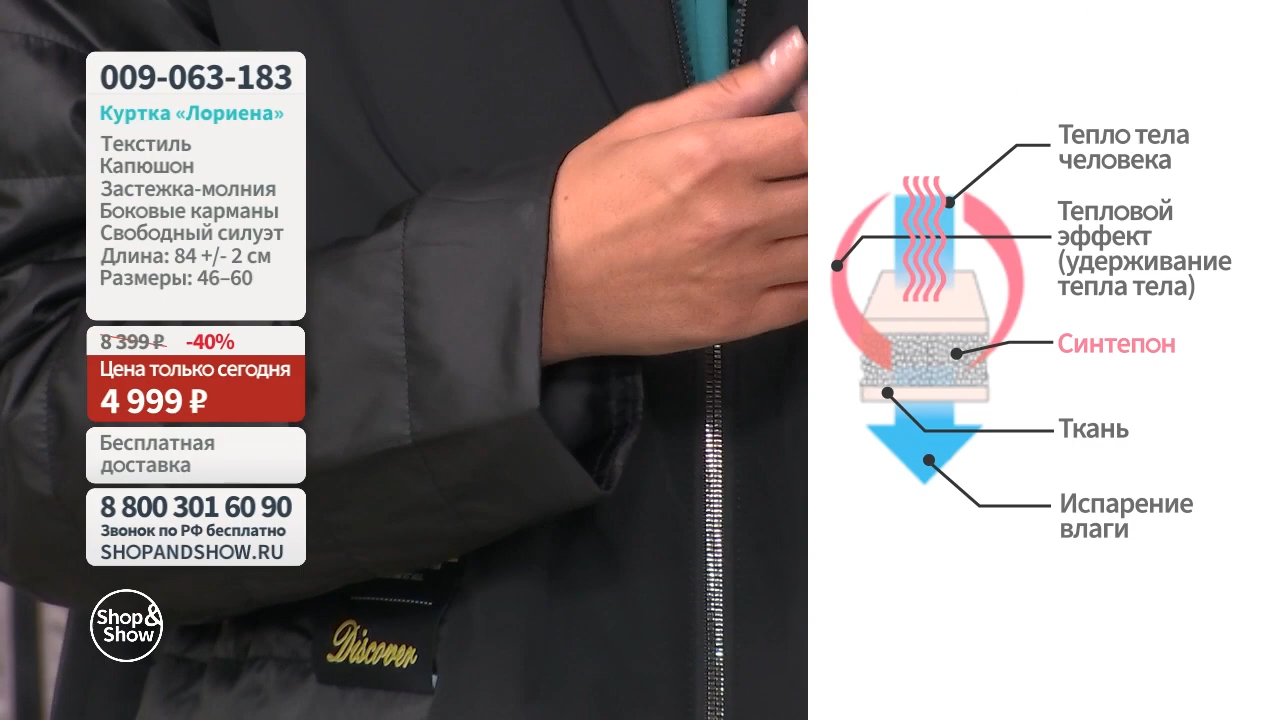 009-063-183
Куртка «Лориена»
Текстиль
Капюшон
Застежка-молния
Боковые карманы
Свободный силуэт
Длина: 84 +/- 2 см
Размеры: 46–60
8 399 ₽ -40%
Цена только сегодня
4 999 ₽
Бесплатная
доставка
8 800 301 60 90
Звонок по РФ бесплатно
SHOPANDSHOW.RU
Shop&
Show
Discover
Тепло тела
человека
Тепловой
эффект
(удерживание
тепла тела)
Синтепон
Ткань
Испарение
влаги